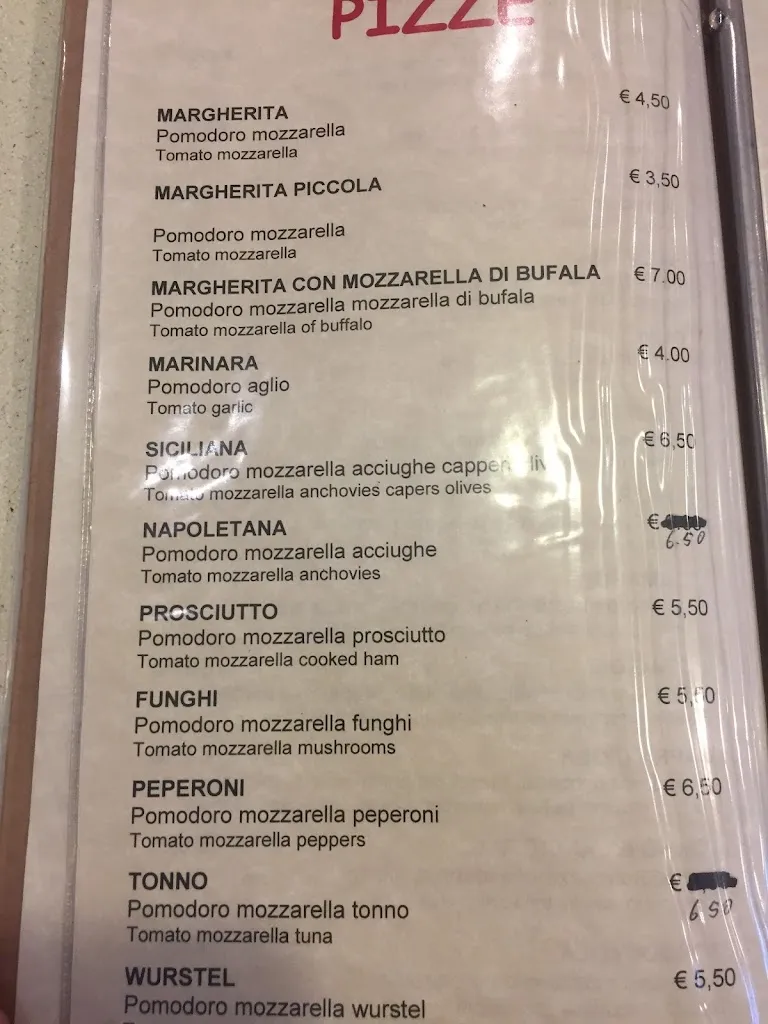 PIZZE
MARGHERITA € 4,50
Pomodoro mozzarella
Tomato mozzarella
MARGHERITA PICCOLA € 3,50
Pomodoro mozzarella
Tomato mozzarella
MARGHERITA CON MOZZARELLA DI BUFALA € 7.00
Pomodoro mozzarella mozzarella di bufala
Tomato mozzarella of buffalo
MARINARA € 4.00
Pomodoro aglio
Tomato garlic
SICILIANA € 6,50
Pomodoro mozzarella acciughe
Tomato mozzarella anchovies capers olives
NAPOLETANA €
6.50
Pomodoro mozzarella acciughe
Tomato mozzarella anchovies
PROSCIUTTO € 5,50
Pomodoro mozzarella prosciutto
Tomato mozzarella cooked ham
FUNGHI €
Pomodoro mozzarella funghi
Tomato mozzarella mushrooms
PEPERONI € 6,50
Pomodoro mozzarella peperoni
Tomato mozzarella peppers
TONNO €
6.50
Pomodoro mozzarella tonno
Tomato mozzarella tuna
WURSTEL € 5,50
Pomodoro mozzarella wurstel